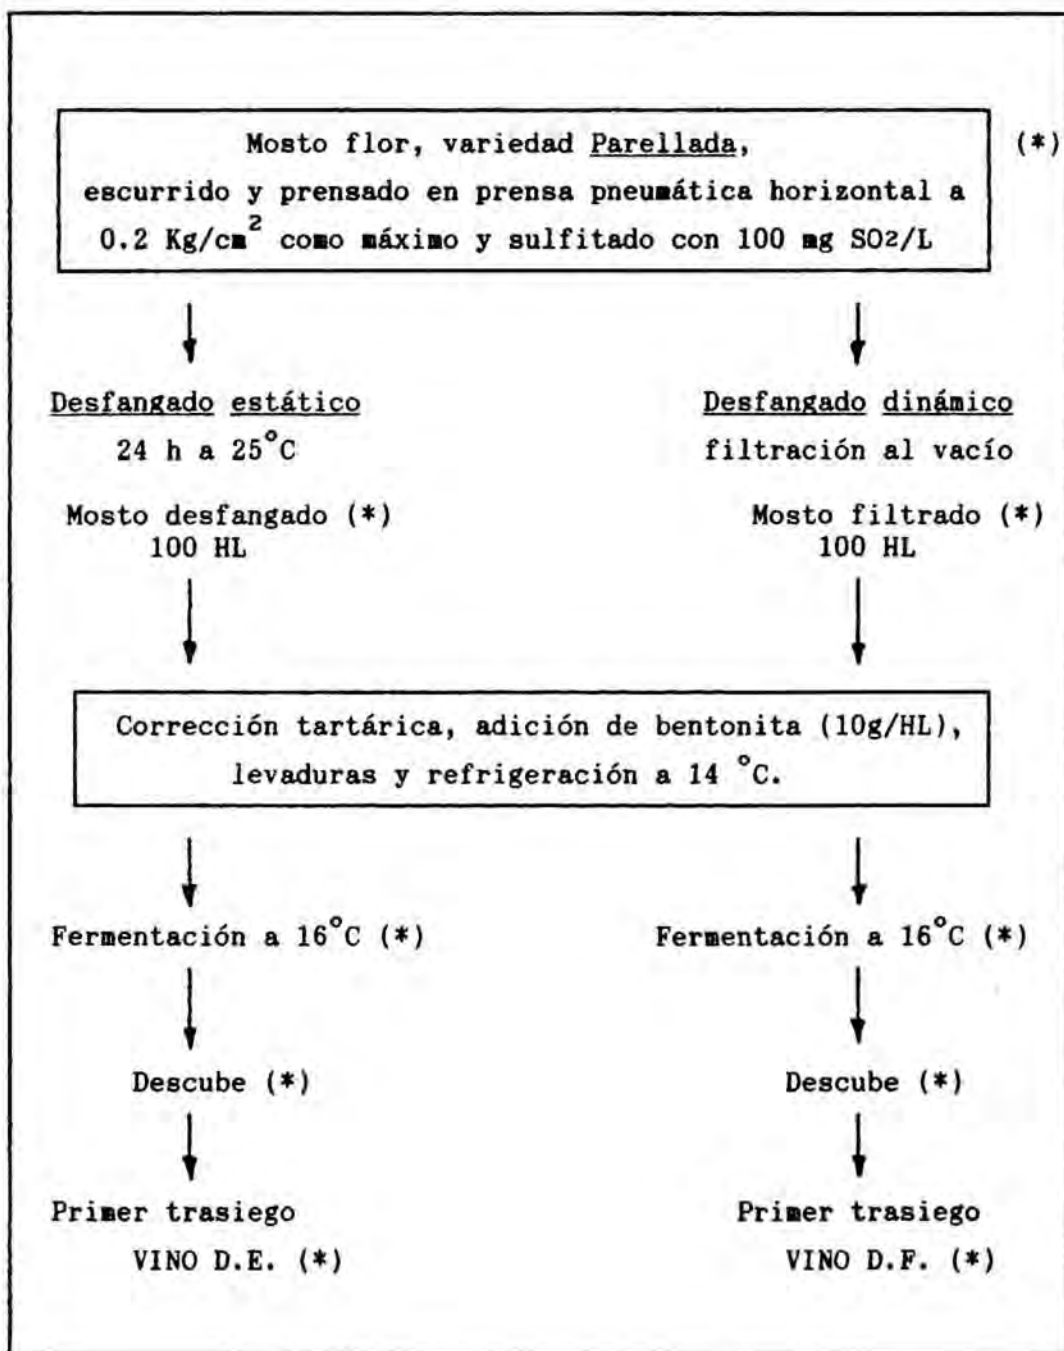 Mosto flor, variedad Parellada, (*)
escurrido y prensado en prensa pneumática horizontal a
0.2 Kg/cm² como máximo y sulfitado con 100 mg SO2/L
Desfangado estático
24 h a 25°C
Mosto desfangado (*)
100 HL
Desfangado dinámico
filtración al vacío
Mosto filtrado (*)
100 HL
Corrección tartárica, adición de bentonita (10g/HL),
levaduras y refrigeración a 14 °C.
Fermentación a 16°C (*)
Descube (*)
Primer trasiego
VINO D.E. (*)
Fermentación a 16°C (*)
Descube (*)
Primer trasiego
VINO D.F. (*)